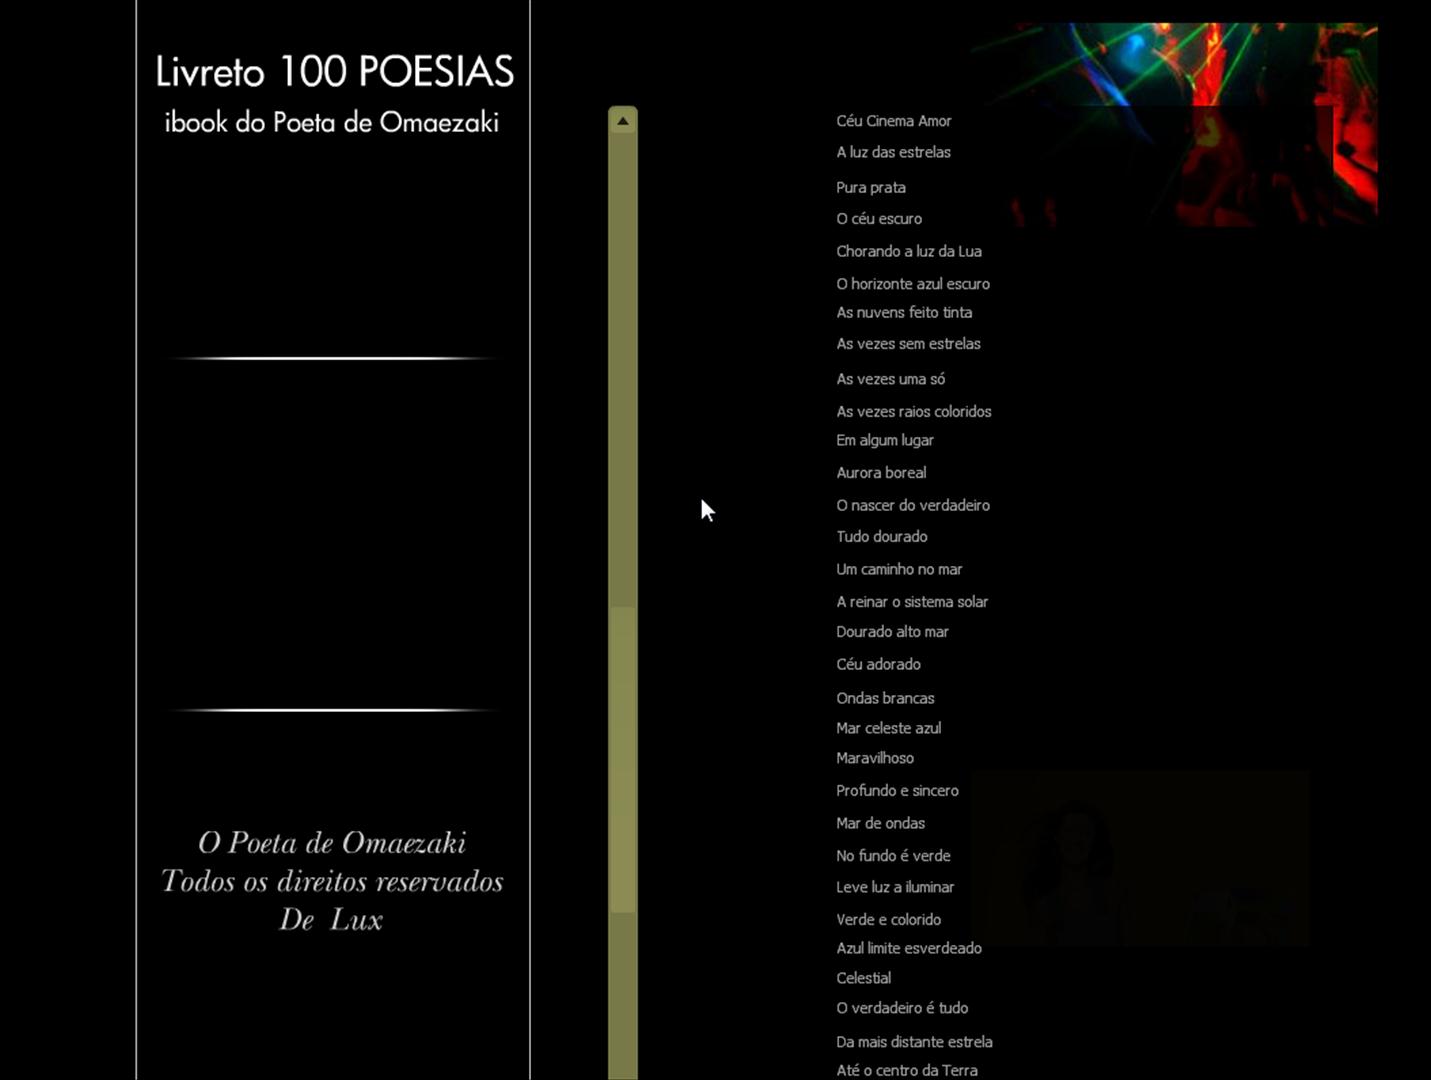 Livreto 100 POESIAS
ibook do Poeta de Omaezaki
O Poeta de Omaezaki
Todos os direitos reservados
De Lux
Céu Cinema Amor
A luz das estrelas
Pura prata
O céu escuro
Chorando a luz da Lua
O horizonte azul escuro
As nuvens feito tinta
As vezes sem estrelas
As vezes uma só
As vezes raios coloridos
Em algum lugar
Aurora boreal
O nascer do verdadeiro
Tudo dourado
Um caminho no mar
A reinar o sistema solar
Dourado alto mar
Céu adorado
Ondas brancas
Mar celeste azul
Maravilhoso
Profundo e sincero
Mar de ondas
No fundo é verde
Leve luz a iluminar
Verde e colorido
Azul limite esverdeado
Celestial
O verdadeiro é tudo
Da mais distante estrela
Até o centro da Terra